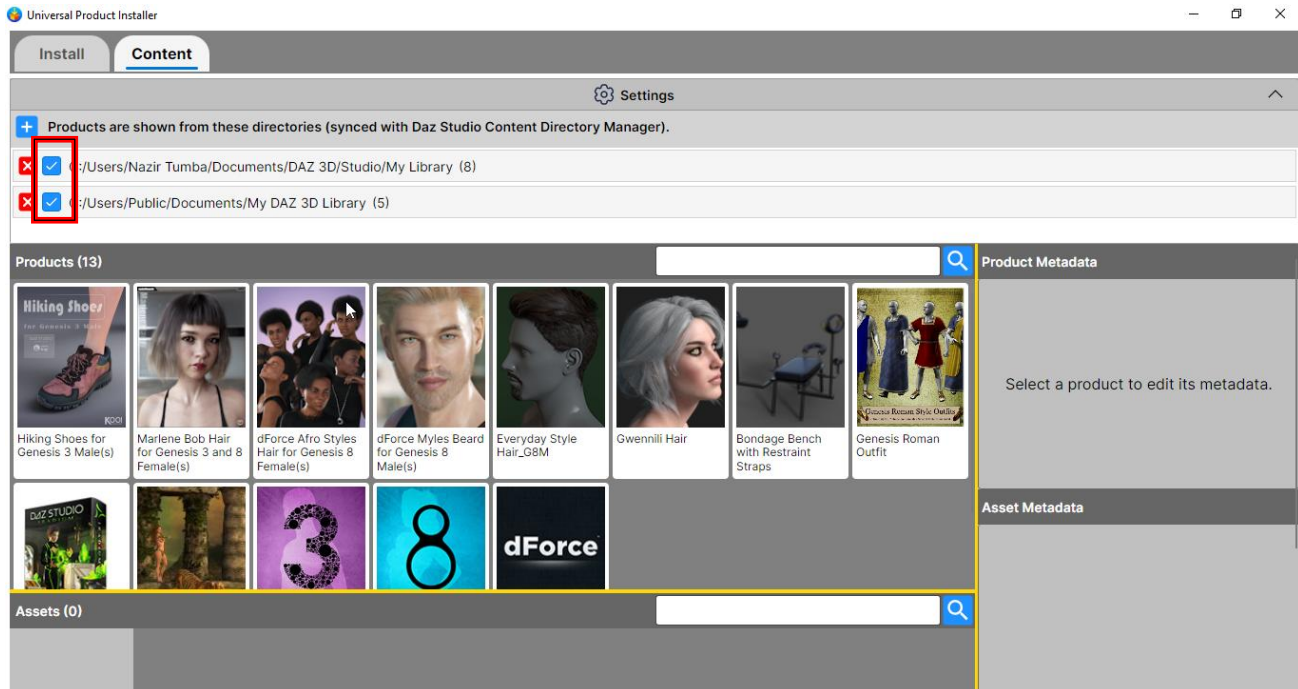 Universal Product Installer
Install
Content
Settings
Products are shown from these directories (synced with Daz Studio Content Directory Manager).
:/Users/Nazir Tumba/Documents/DAZ 3D/Studio/My Library (8)
:/Users/Public/Documents/My DAZ 3D Library (5)
Products (13)
Product Metadata
Hiking Shoes
for Genesis 3 Male
Hiking Shoes for
Genesis 3 Male(s)
Marlene Bob Hair
for Genesis 3 and 8
Female(s)
dForce Afro Styles
Hair for Genesis 8
Female(s)
dForce Myles Beard
for Genesis 8
Male(s)
Everyday Style
Hair_G8M
Gwennili Hair
Bondage Bench
with Restraint
Straps
Genesis Roman Style Outfits
Genesis Roman
Outfit
Select a product to edit its metadata.
DAZ STUDIO
3
8
dForce
Asset Metadata
Assets (0)